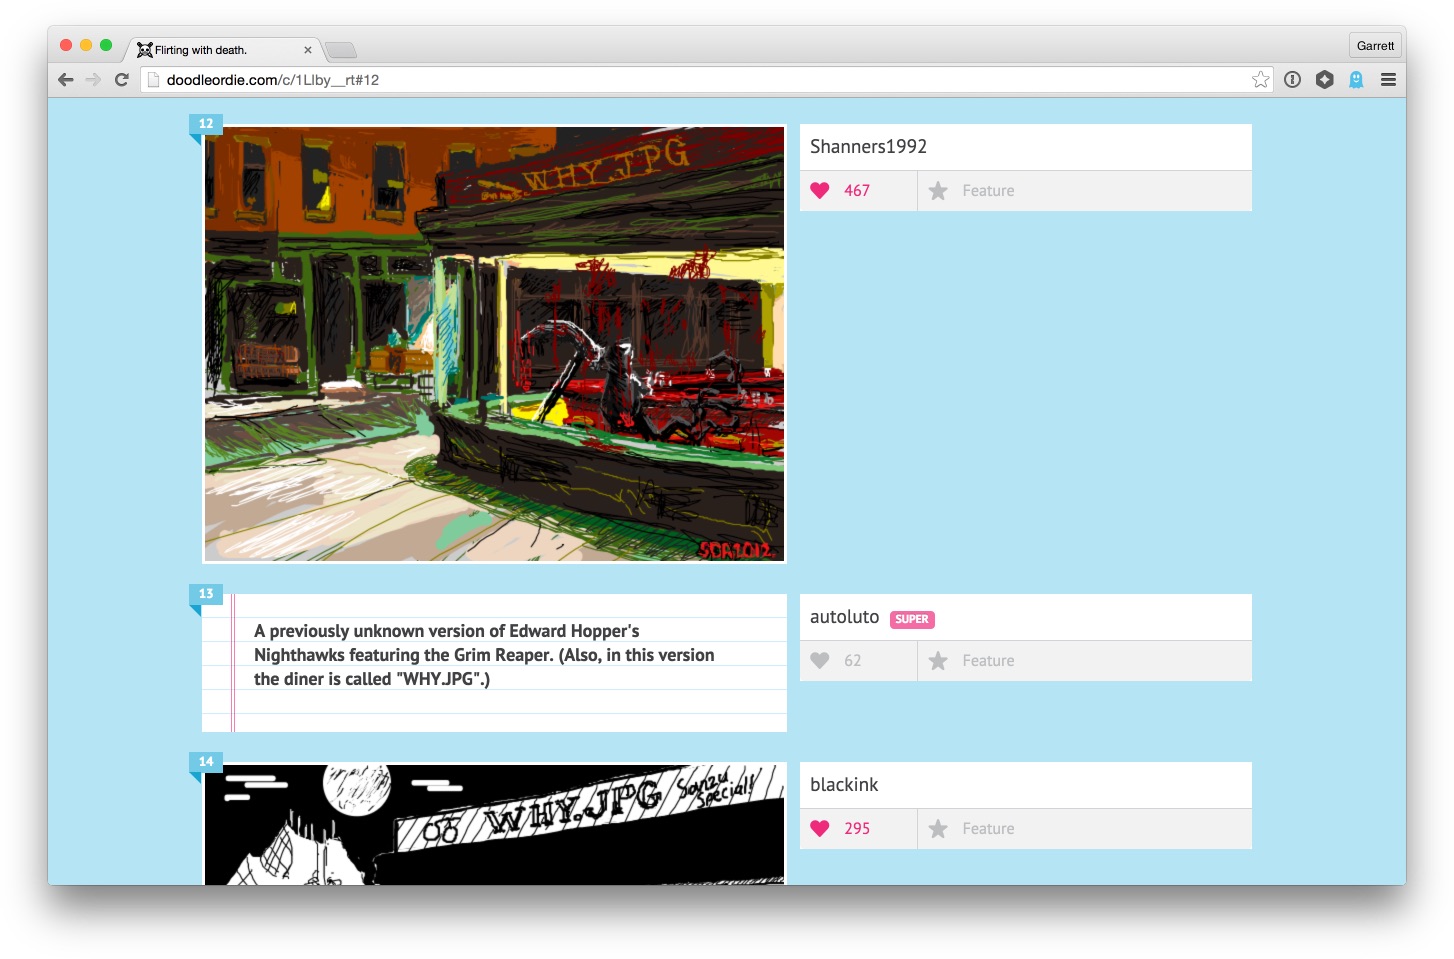 Flirting with death.
Garrett
doodleordie.com/c/1Llby__rt#12
12
WHY.JPG
SDA2012.
Shanners1992
467
Feature
13
A previously unknown version of Edward Hopper's
Nighthawks featuring the Grim Reaper. (Also, in this version
the diner is called "WHY.JPG".)
autoluto SUPER
62
Feature
14
WHY.JPG
Special!
blackink
295
Feature